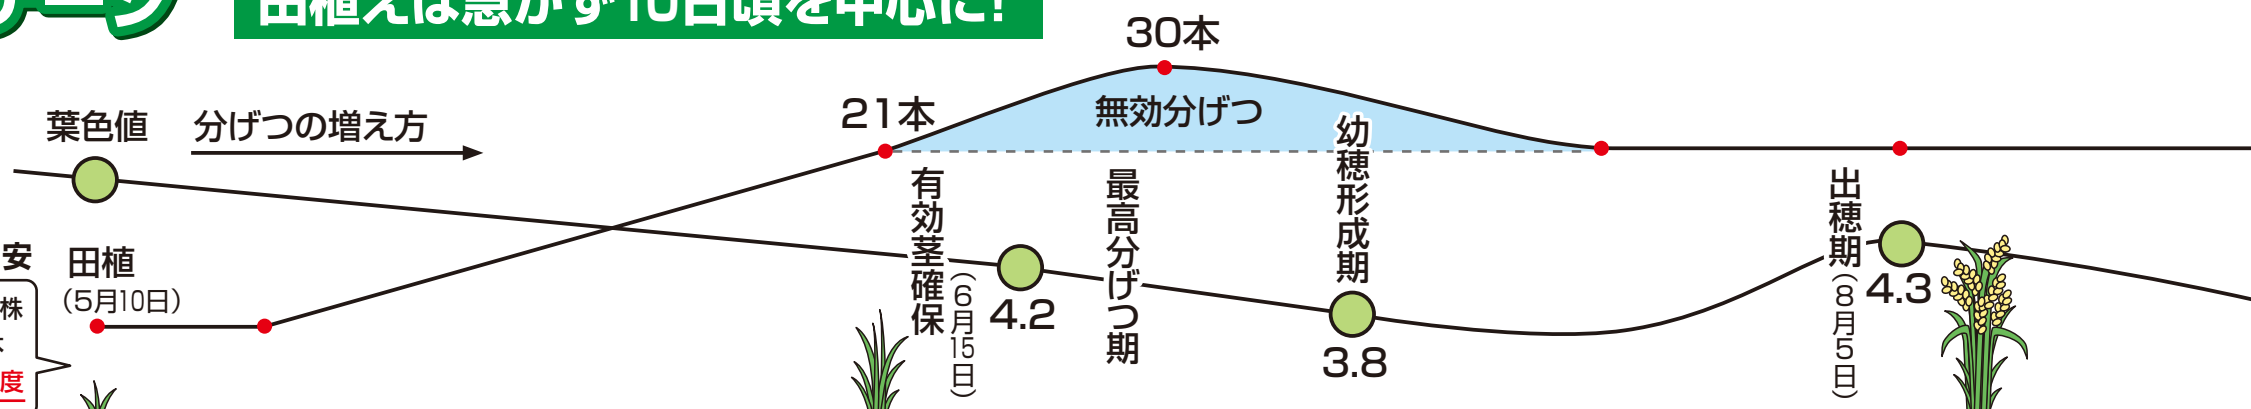 田植えは急がず10日頃を中心に!
30本
21本
無効分げつ
葉色値
分げつの増え方
幼穂形成期
有効茎確保
（6月15日）
最高分げつ期
出穂期
（8月5日）
安
田植
（5月10日）
株
度
4.2
3.8
4.3